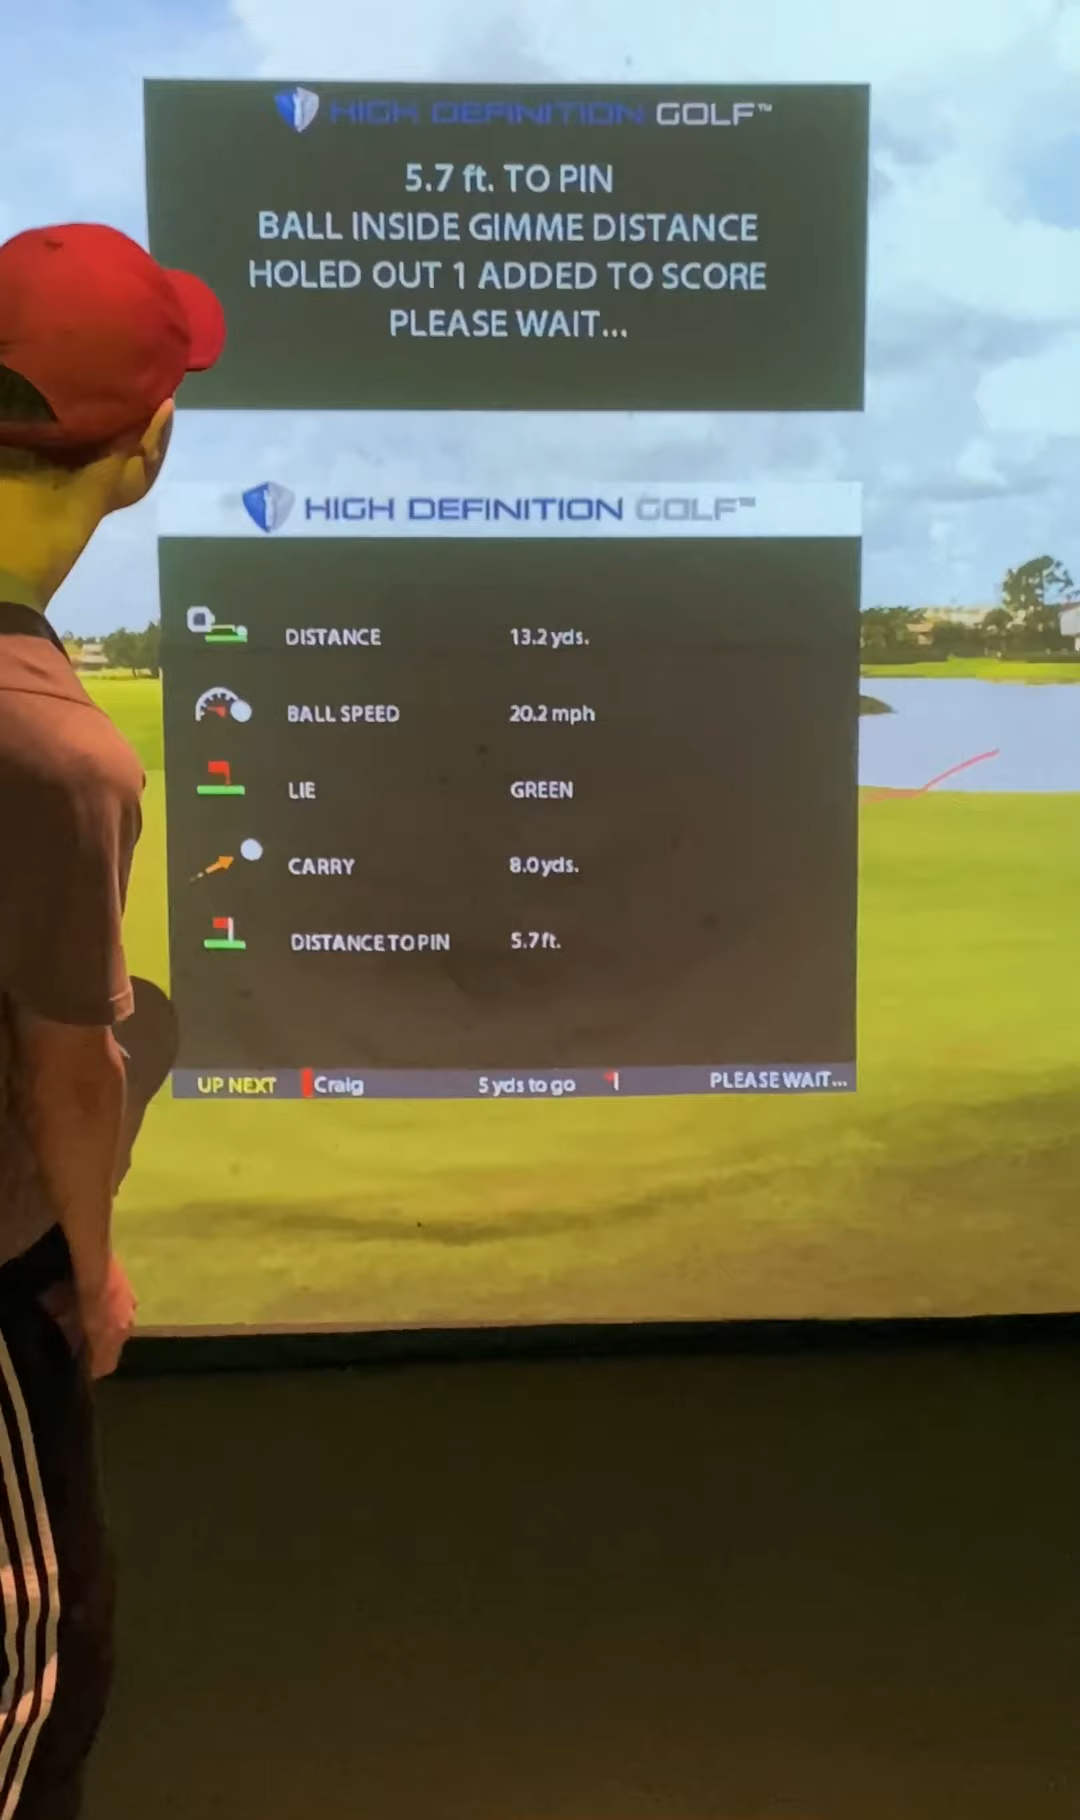 HIGH DEFINITION GOLF™
5.7 ft. TO PIN
BALL INSIDE GIMME DISTANCE
HOLED OUT 1 ADDED TO SCORE
PLEASE WAIT...
HIGH DEFINITION GOLF™
DISTANCE 13.2 yds.
BALL SPEED 20.2 mph
LIE GREEN
CARRY 8.0 yds.
DISTANCE TO PIN 5.7 ft.
UP NEXT Craig 5 yds to go PLEASE WAIT...